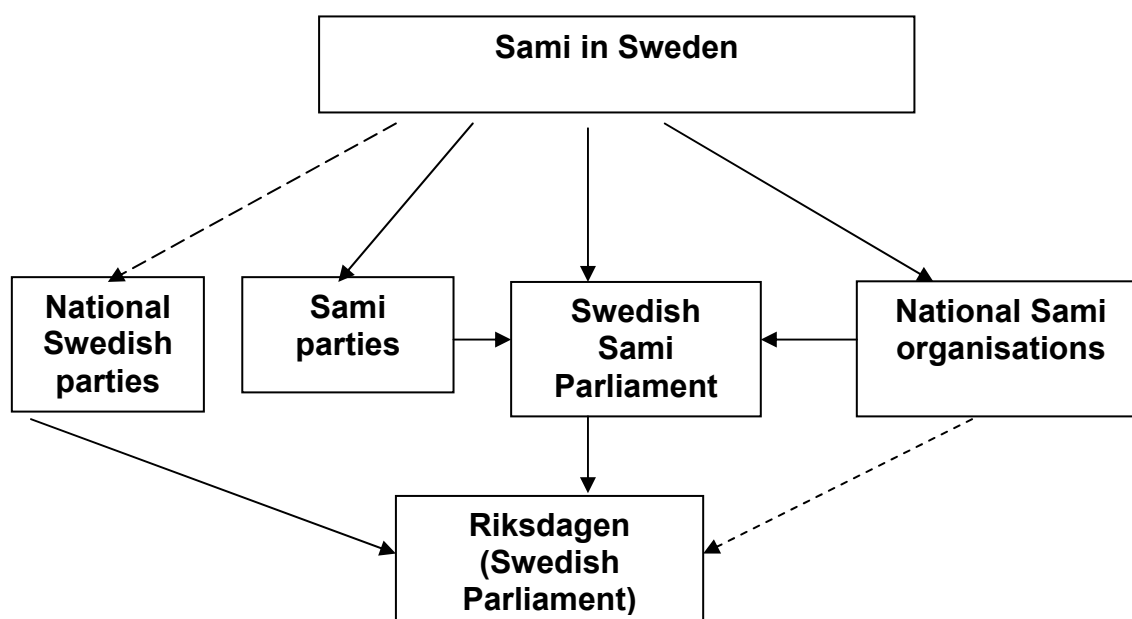 Sami in Sweden
National
Swedish
parties
Sami
parties
Swedish
Sami
Parliament
National Sami
organisations
Riksdagen
(Swedish
Parliament)